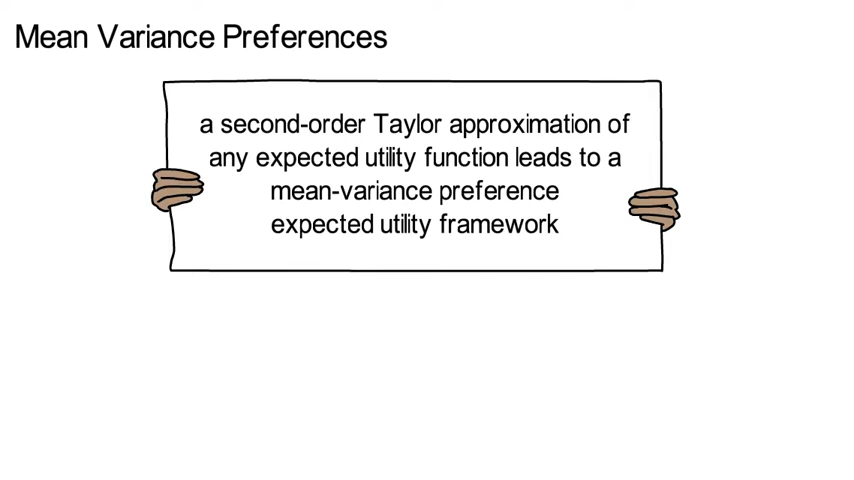 Mean Variance Preferences
a second-order Taylor approximation of
any expected utility function leads to a
mean-variance preference
expected utility framework